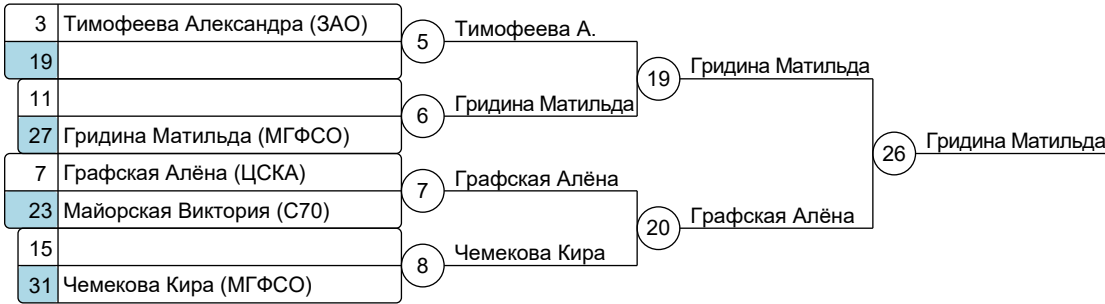 3 Тимофеева Александра (ЗАО)
19
5 Тимофеева А.
11
27 Гридина Матильда (МГФСО)
6 Гридина Матильда
19 Гридина Матильда
7 Графская Алёна (ЦСКА)
23 Майорская Виктория (С70)
7 Графская Алёна
15
31 Чемекова Кира (МГФСО)
8 Чемекова Кира
20 Графская Алёна
26 Гридина Матильда